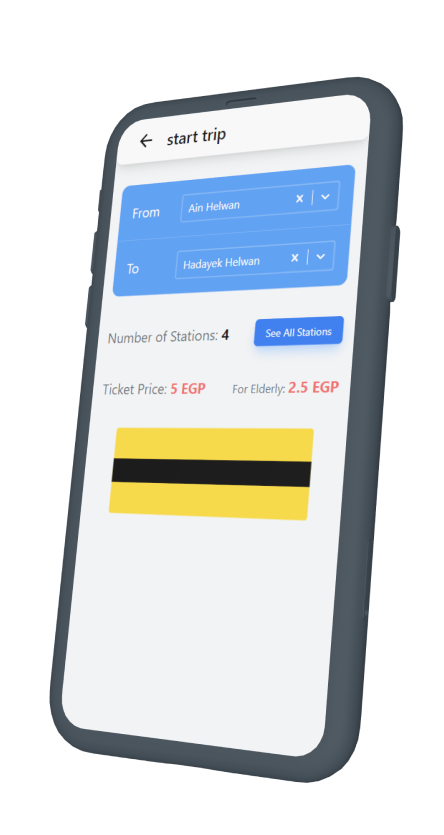 start trip
From Ain Helwan
To Hadayek Helwan
Number of Stations: 4 See All Stations
Ticket Price: 5 EGP For Elderly: 2.5 EGP